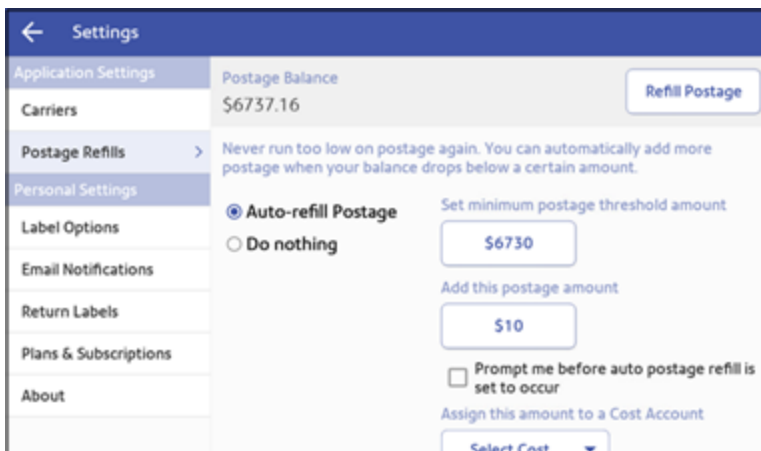 Settings
Application Settings
Carriers
Postage Refills
Personal Settings
Label Options
Email Notifications
Return Labels
Plans & Subscriptions
About
Postage Balance
$6737.16
Refill Postage
Never run too low on postage again. You can automatically add more
postage when your balance drops below a certain amount.
Auto-refill Postage
Do nothing
Set minimum postage threshold amount
$6730
Add this postage amount
$10
Prompt me before auto postage refill is
set to occur
Assign this amount to a Cost Account
Select Cost